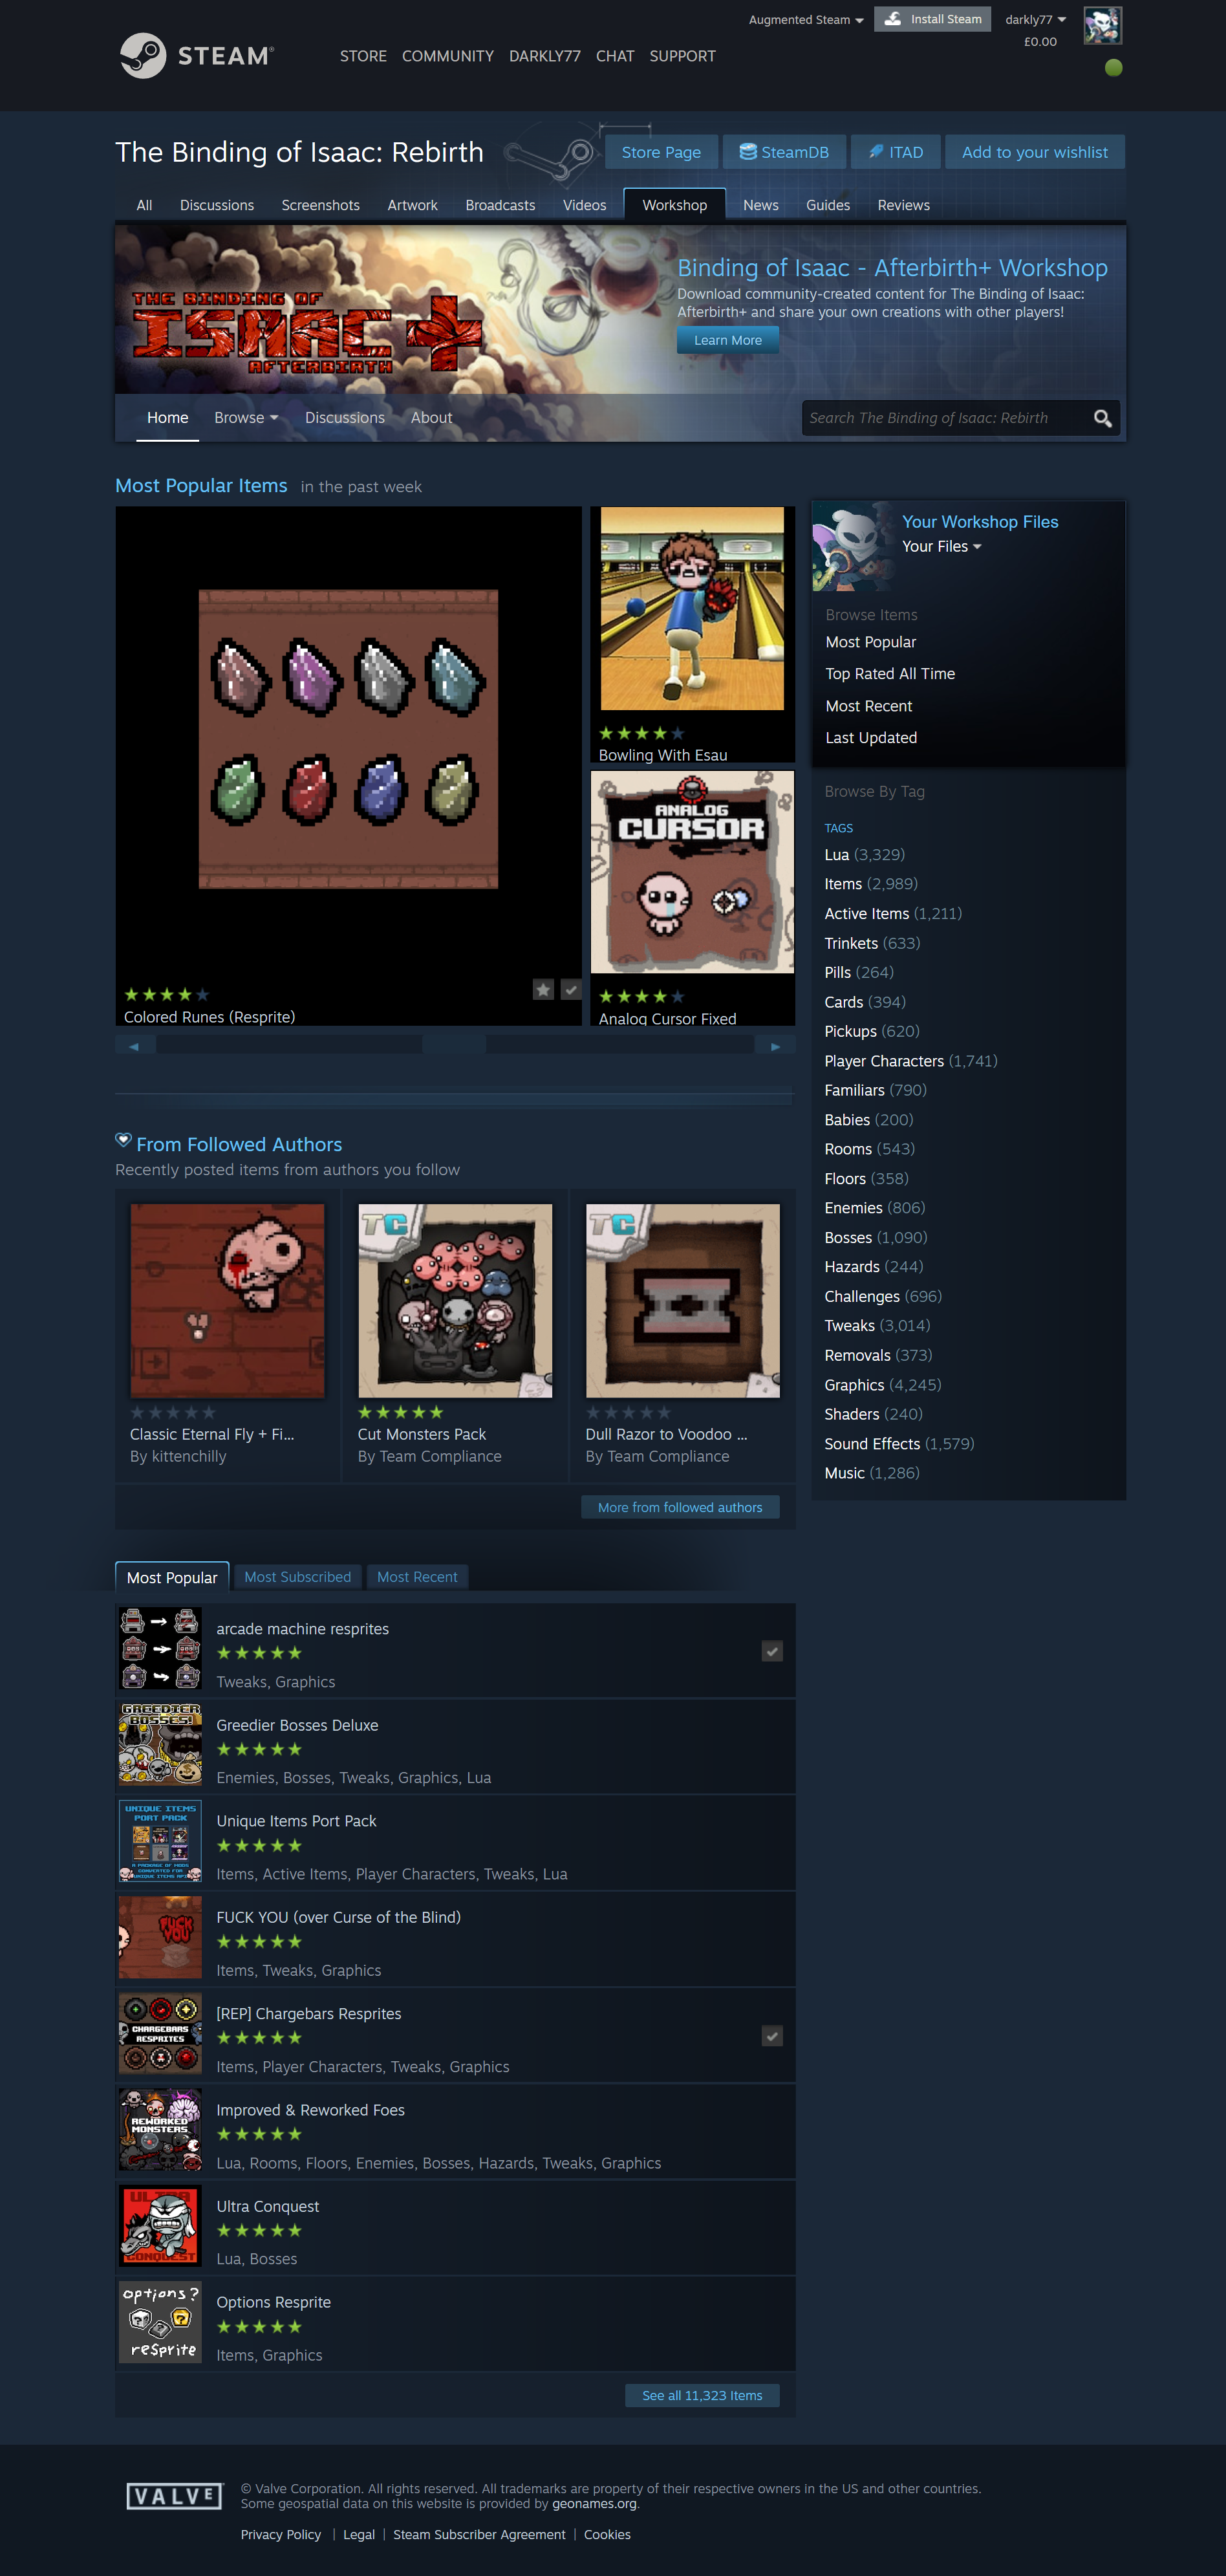 Augmented Steam
Install Steam
darkly77
£0.00
STEAM®
STORE COMMUNITY DARKLY77 CHAT SUPPORT
The Binding of Isaac: Rebirth
Store Page SteamDB ITAD Add to your wishlist
All Discussions Screenshots Artwork Broadcasts Videos Workshop News Guides Reviews
THE BINDING OF
ISAAC
AFTERBIRTH
Binding of Isaac - Afterbirth+ Workshop
Download community-created content for The Binding of Isaac:
Afterbirth+ and share your own creations with other players!
Learn More
Home Browse Discussions About
Search The Binding of Isaac: Rebirth
Most Popular Items in the past week
Colored Runes (Resprite)
Bowling With Esau
ANALOG
CURSOR
Analog Cursor Fixed
From Followed Authors
Recently posted items from authors you follow
Classic Eternal Fly + Fi...
By kittenchilly
TC
Cut Monsters Pack
By Team Compliance
TC
Dull Razor to Voodoo ...
By Team Compliance
More from followed authors
Most Popular Most Subscribed Most Recent
arcade machine resprites
Tweaks, Graphics
GREEDIER
BOSSES!
Greedier Bosses Deluxe
Enemies, Bosses, Tweaks, Graphics, Lua
UNIQUE ITEMS
PORT PACK
A PACKAGE OF MODS
CONVERTED FOR
UNIQUE ITEMS API
Unique Items Port Pack
Items, Active Items, Player Characters, Tweaks, Lua
FUCK
YOU
FUCK YOU (over Curse of the Blind)
Items, Tweaks, Graphics
CHARGEBARS
RESPRITES
[REP] Chargebars Resprites
Items, Player Characters, Tweaks, Graphics
REWORKED
MONSTERS
Improved & Reworked Foes
Lua, Rooms, Floors, Enemies, Bosses, Hazards, Tweaks, Graphics
ULTRA
CONQUEST
Ultra Conquest
Lua, Bosses
options?
reSprite
Options Resprite
Items, Graphics
See all 11,323 Items
Your Workshop Files
Your Files
Browse Items
Most Popular
Top Rated All Time
Most Recent
Last Updated
Browse By Tag
TAGS
Lua (3,329)
Items (2,989)
Active Items (1,211)
Trinkets (633)
Pills (264)
Cards (394)
Pickups (620)
Player Characters (1,741)
Familiars (790)
Babies (200)
Rooms (543)
Floors (358)
Enemies (806)
Bosses (1,090)
Hazards (244)
Challenges (696)
Tweaks (3,014)
Removals (373)
Graphics (4,245)
Shaders (240)
Sound Effects (1,579)
Music (1,286)
VALVE
© Valve Corporation. All rights reserved. All trademarks are property of their respective owners in the US and other countries.
Some geospatial data on this website is provided by geonames.org.
Privacy Policy | Legal | Steam Subscriber Agreement | Cookies